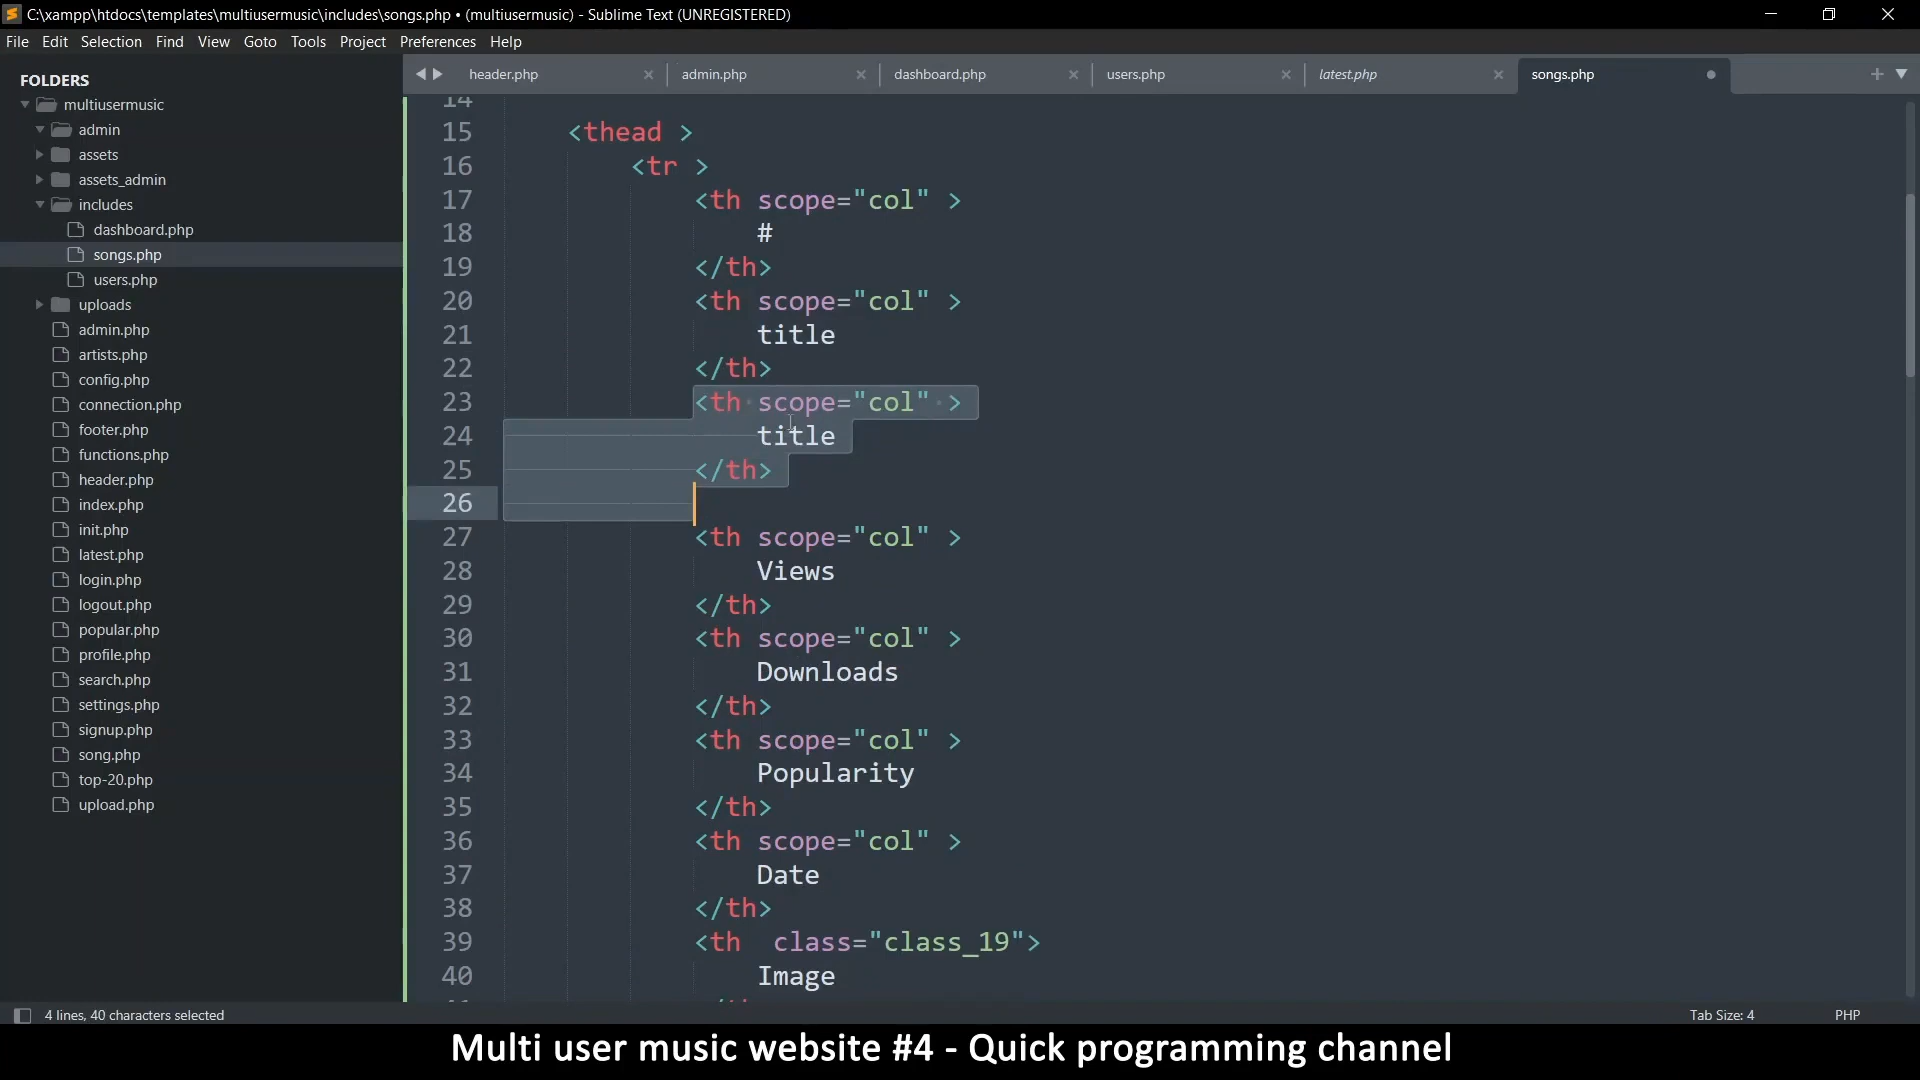 C:\xampp\htdocs\templates\multiusermusic\includes\songs.php • (multiusermusic) - Sublime Text (UNREGISTERED)
File Edit Selection Find View Goto Tools Project Preferences Help
FOLDERS
multiusermusic
admin
assets
assets_admin
includes
dashboard.php
songs.php
users.php
uploads
admin.php
artists.php
config.php
connection.php
footer.php
functions.php
header.php
index.php
init.php
latest.php
login.php
logout.php
popular.php
profile.php
search.php
settings.php
signup.php
song.php
top-20.php
upload.php
header.php admin.php dashboard.php users.php latest.php songs.php
14
15 <thead >
16 <tr >
17 <th scope="col" >
18 #
19 </th>
20 <th scope="col" >
21 title
22 </th>
23 <th scope="col" >
24 title
25 </th>
26
27 <th scope="col" >
28 Views
29 </th>
30 <th scope="col" >
31 Downloads
32 </th>
33 <th scope="col" >
34 Popularity
35 </th>
36 <th scope="col" >
37 Date
38 </th>
39 <th  class="class_19">
40 Image
4 lines, 40 characters selected
Tab Size: 4 PHP
Multi user music website #4 - Quick programming channel